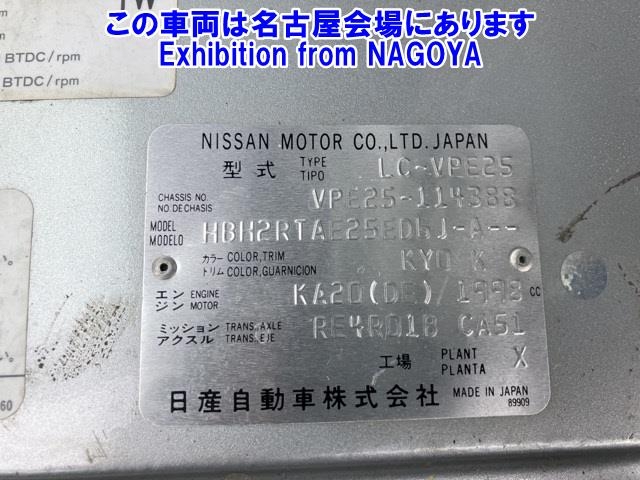 この車両は名古屋会場にあります
Exhibition from NAGOYA
BTDC/rpm
BTDC/rpm
NISSAN MOTOR CO.,LTD. JAPAN
型式 TYPE TIPO LC-VPE25
CHASSIS NO. NO. DE CHASIS VPE25-114388
MODEL MODELO HBH2RTAE25EDGJ-A--
カラー COLOR, TRIM
トリム COLOR, GUARNICION KY0 K
エンジン ENGINE MOTOR KA20(DE)/1998 cc
ミッション TRANS. AXLE
アクスル TRANS. EJE RE4R01B CA51
工場 PLANT PLANTA X
日産自動車株式会社 MADE IN JAPAN
89909
60